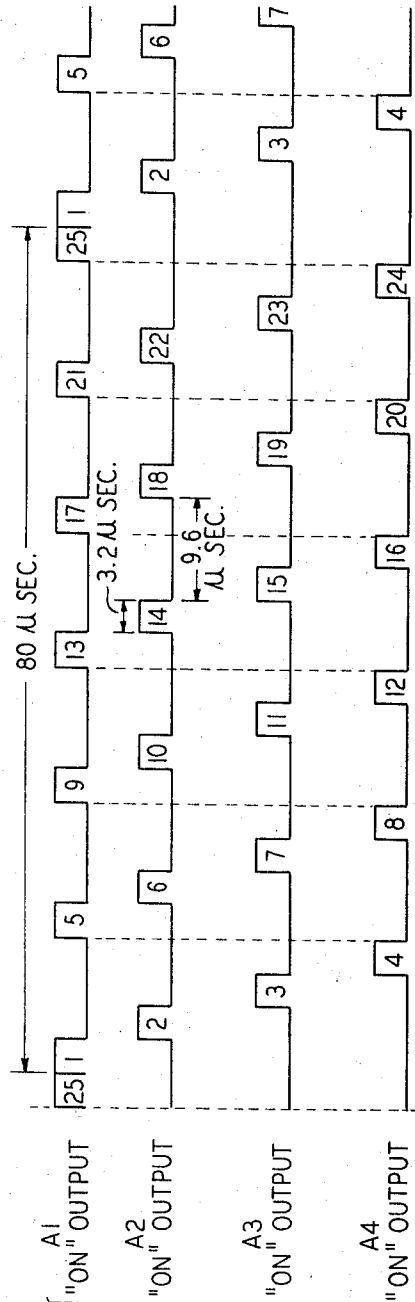 80 µ SEC.
A1
"ON" OUTPUT
25 1 5 9 13 17 21 25 1 5
3.2 µ SEC.
A2
"ON" OUTPUT
2 6 10 14 18 22 2 6
9.6
µ SEC.
A3
"ON" OUTPUT
3 7 11 15 19 23 3 7
A4
"ON" OUTPUT
4 8 12 16 20 24 4